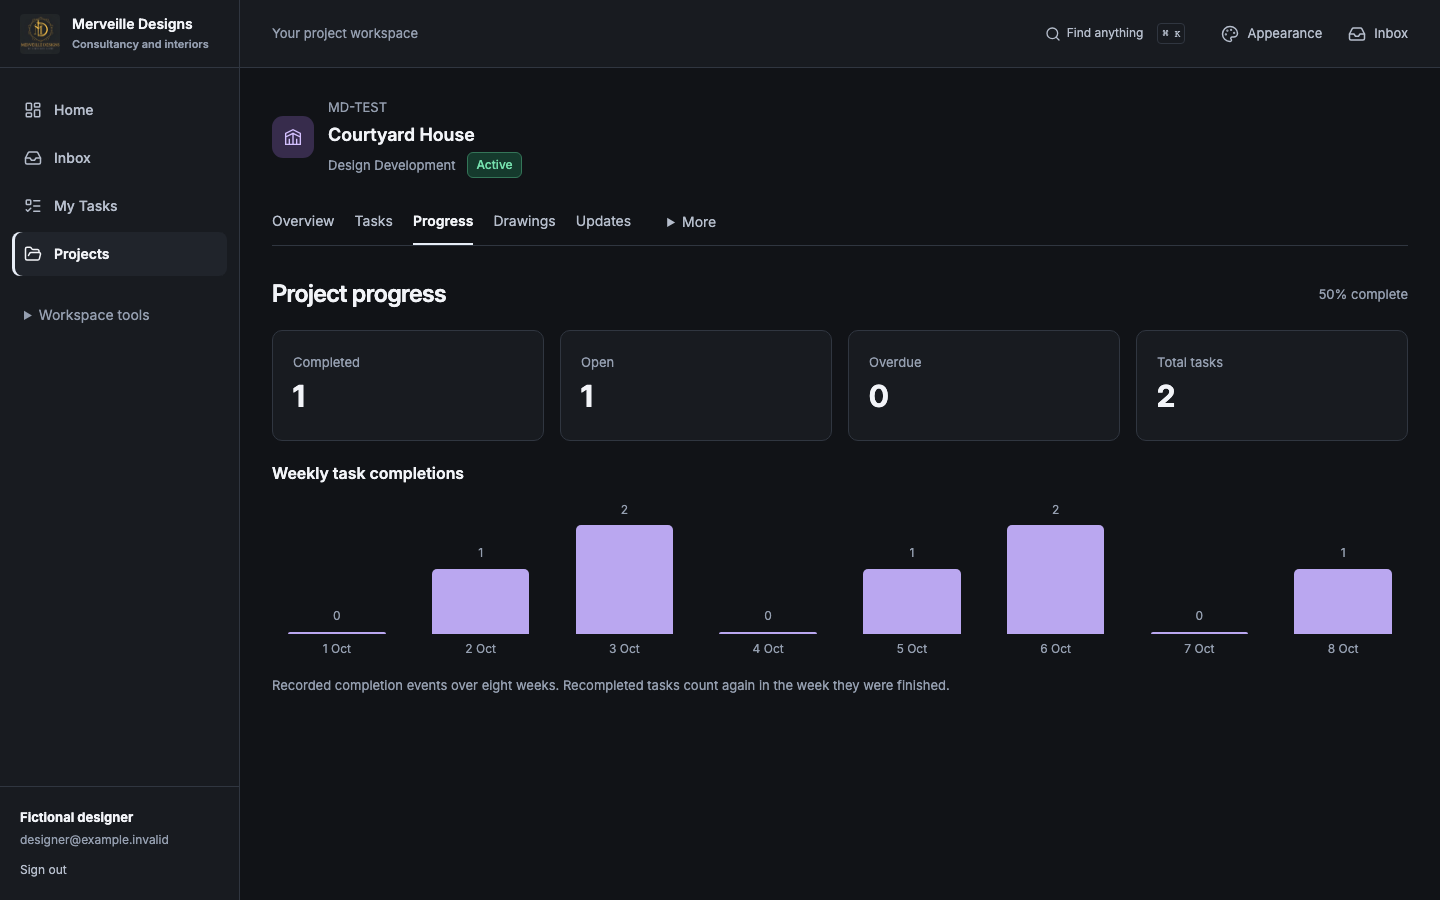 Merveille Designs
Consultancy and interiors
Your project workspace
Find anything
⌘ K
Appearance
Inbox
Home
Inbox
My Tasks
Projects
Workspace tools
MD-TEST
Courtyard House
Design Development
Active
Overview
Tasks
Progress
Drawings
Updates
More
Project progress
50% complete
Completed
1
Open
1
Overdue
0
Total tasks
2
Weekly task completions
0
1
2
0
1
2
0
1
1 Oct
2 Oct
3 Oct
4 Oct
5 Oct
6 Oct
7 Oct
8 Oct
Recorded completion events over eight weeks. Recompleted tasks count again in the week they were finished.
Fictional designer
designer@example.invalid
Sign out